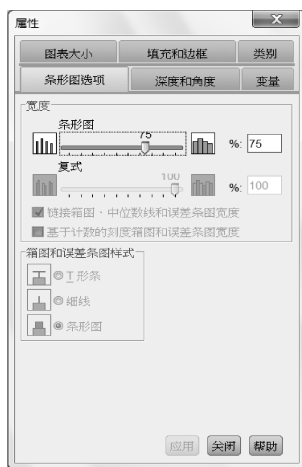 属性
图表大小 填充和边框 类别
条形图选项 深度和角度 变量
宽度
条形图
75 %: 75
复式
100 %: 100
链接箱图、中位数线和误差条图宽度
基于计数的刻度箱图和误差条图宽度
箱图和误差条图样式
T形条
细线
条形图
应用 关闭 帮助